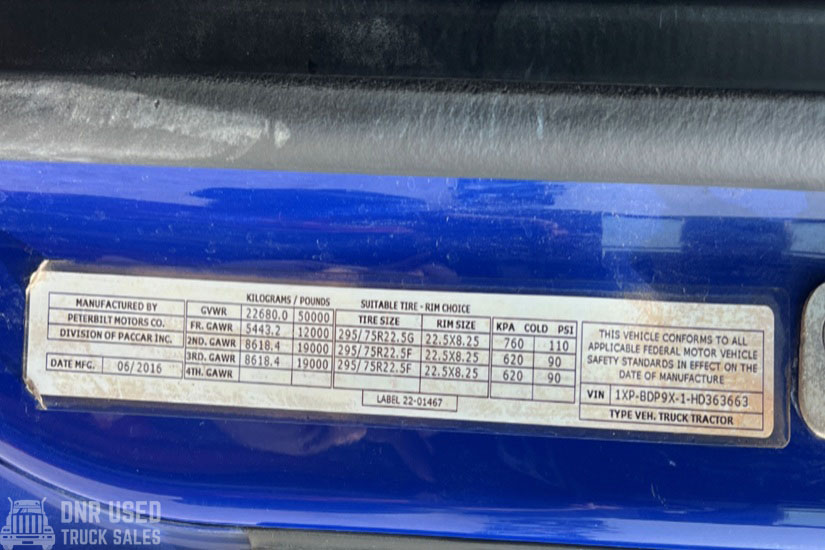 MANUFACTURED BY
PETERBILT MOTORS CO.
DIVISION OF PACCAR INC.
DATE MFG. 06/2016
KILOGRAMS / POUNDS SUITABLE TIRE - RIM CHOICE
TIRE SIZE RIM SIZE KPA COLD PSI
GVWR 22680.0 50000
FR. GAWR 5443.2 12000 295/75R22.5G 22.5X8.25 760 110
2ND. GAWR 8618.4 19000 295/75R22.5F 22.5X8.25 620 90
3RD. GAWR 8618.4 19000 295/75R22.5F 22.5X8.25 620 90
4TH. GAWR
LABEL 22-01467
THIS VEHICLE CONFORMS TO ALL
APPLICABLE FEDERAL MOTOR VEHICLE
SAFETY STANDARDS IN EFFECT ON THE
DATE OF MANUFACTURE
VIN 1XP-BDP9X-1-HD363663
TYPE VEH. TRUCK TRACTOR
DNR USED
TRUCK SALES